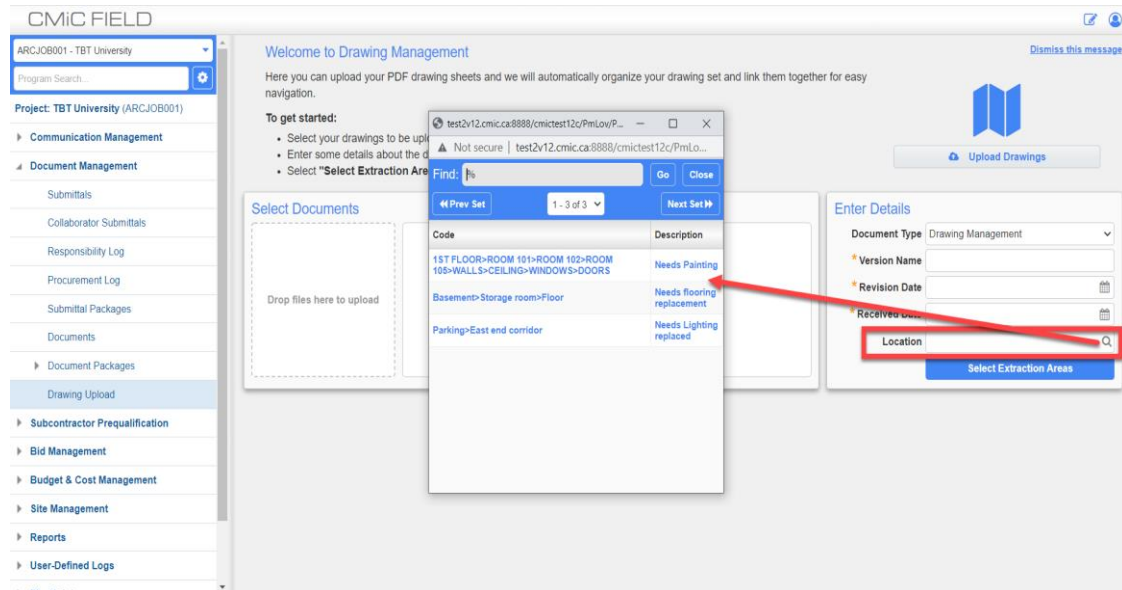 CMiC FIELD
ARCJOB001 - TBT University
Program Search...
Project: TBT University (ARCJOB001)
Communication Management
Document Management
Submittals
Collaborator Submittals
Responsibility Log
Procurement Log
Submittal Packages
Documents
Document Packages
Drawing Upload
Subcontractor Prequalification
Bid Management
Budget & Cost Management
Site Management
Reports
User-Defined Logs
Welcome to Drawing Management
Dismiss this message
Here you can upload your PDF drawing sheets and we will automatically organize your drawing set and link them together for easy
navigation.
To get started:
• Select your drawings to be
• Enter some details about the
• Select "Select Extraction
Upload Drawings
Select Documents
Drop files here to upload
test2v12.cmic.ca:8888/cmictest12c/PmLov/P...
Not secure | test2v12.cmic.ca:8888/cmictest12c/PmLo...
Find: % Go Close
Prev Set 1 - 3 of 3 Next Set
Code Description
1ST FLOOR>ROOM 101>ROOM 102>ROOM
105>WALLS>CEILING>WINDOWS>DOORS Needs Painting
Basement>Storage room>Floor Needs flooring
replacement
Parking>East end corridor Needs Lighting
replaced
Enter Details
Document Type Drawing Management
* Version Name
* Revision Date
* Received Date
Location
Select Extraction Areas